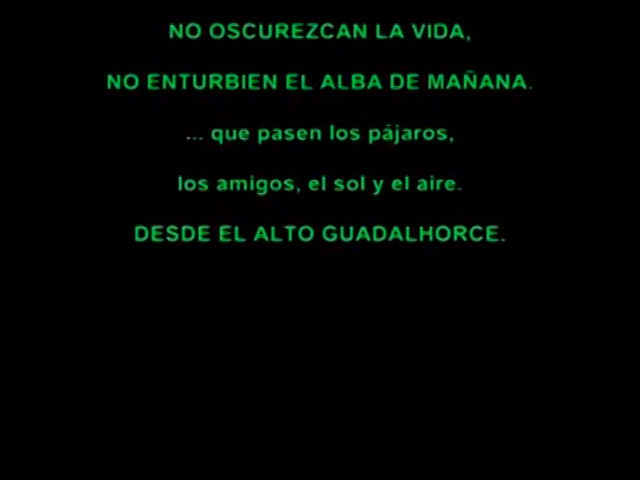 NO OSCUREZCAN LA VIDA,
NO ENTURBIEN EL ALBA DE MAÑANA.
... que pasen los pájaros,
los amigos, el sol y el aire.
DESDE EL ALTO GUADALHORCE.